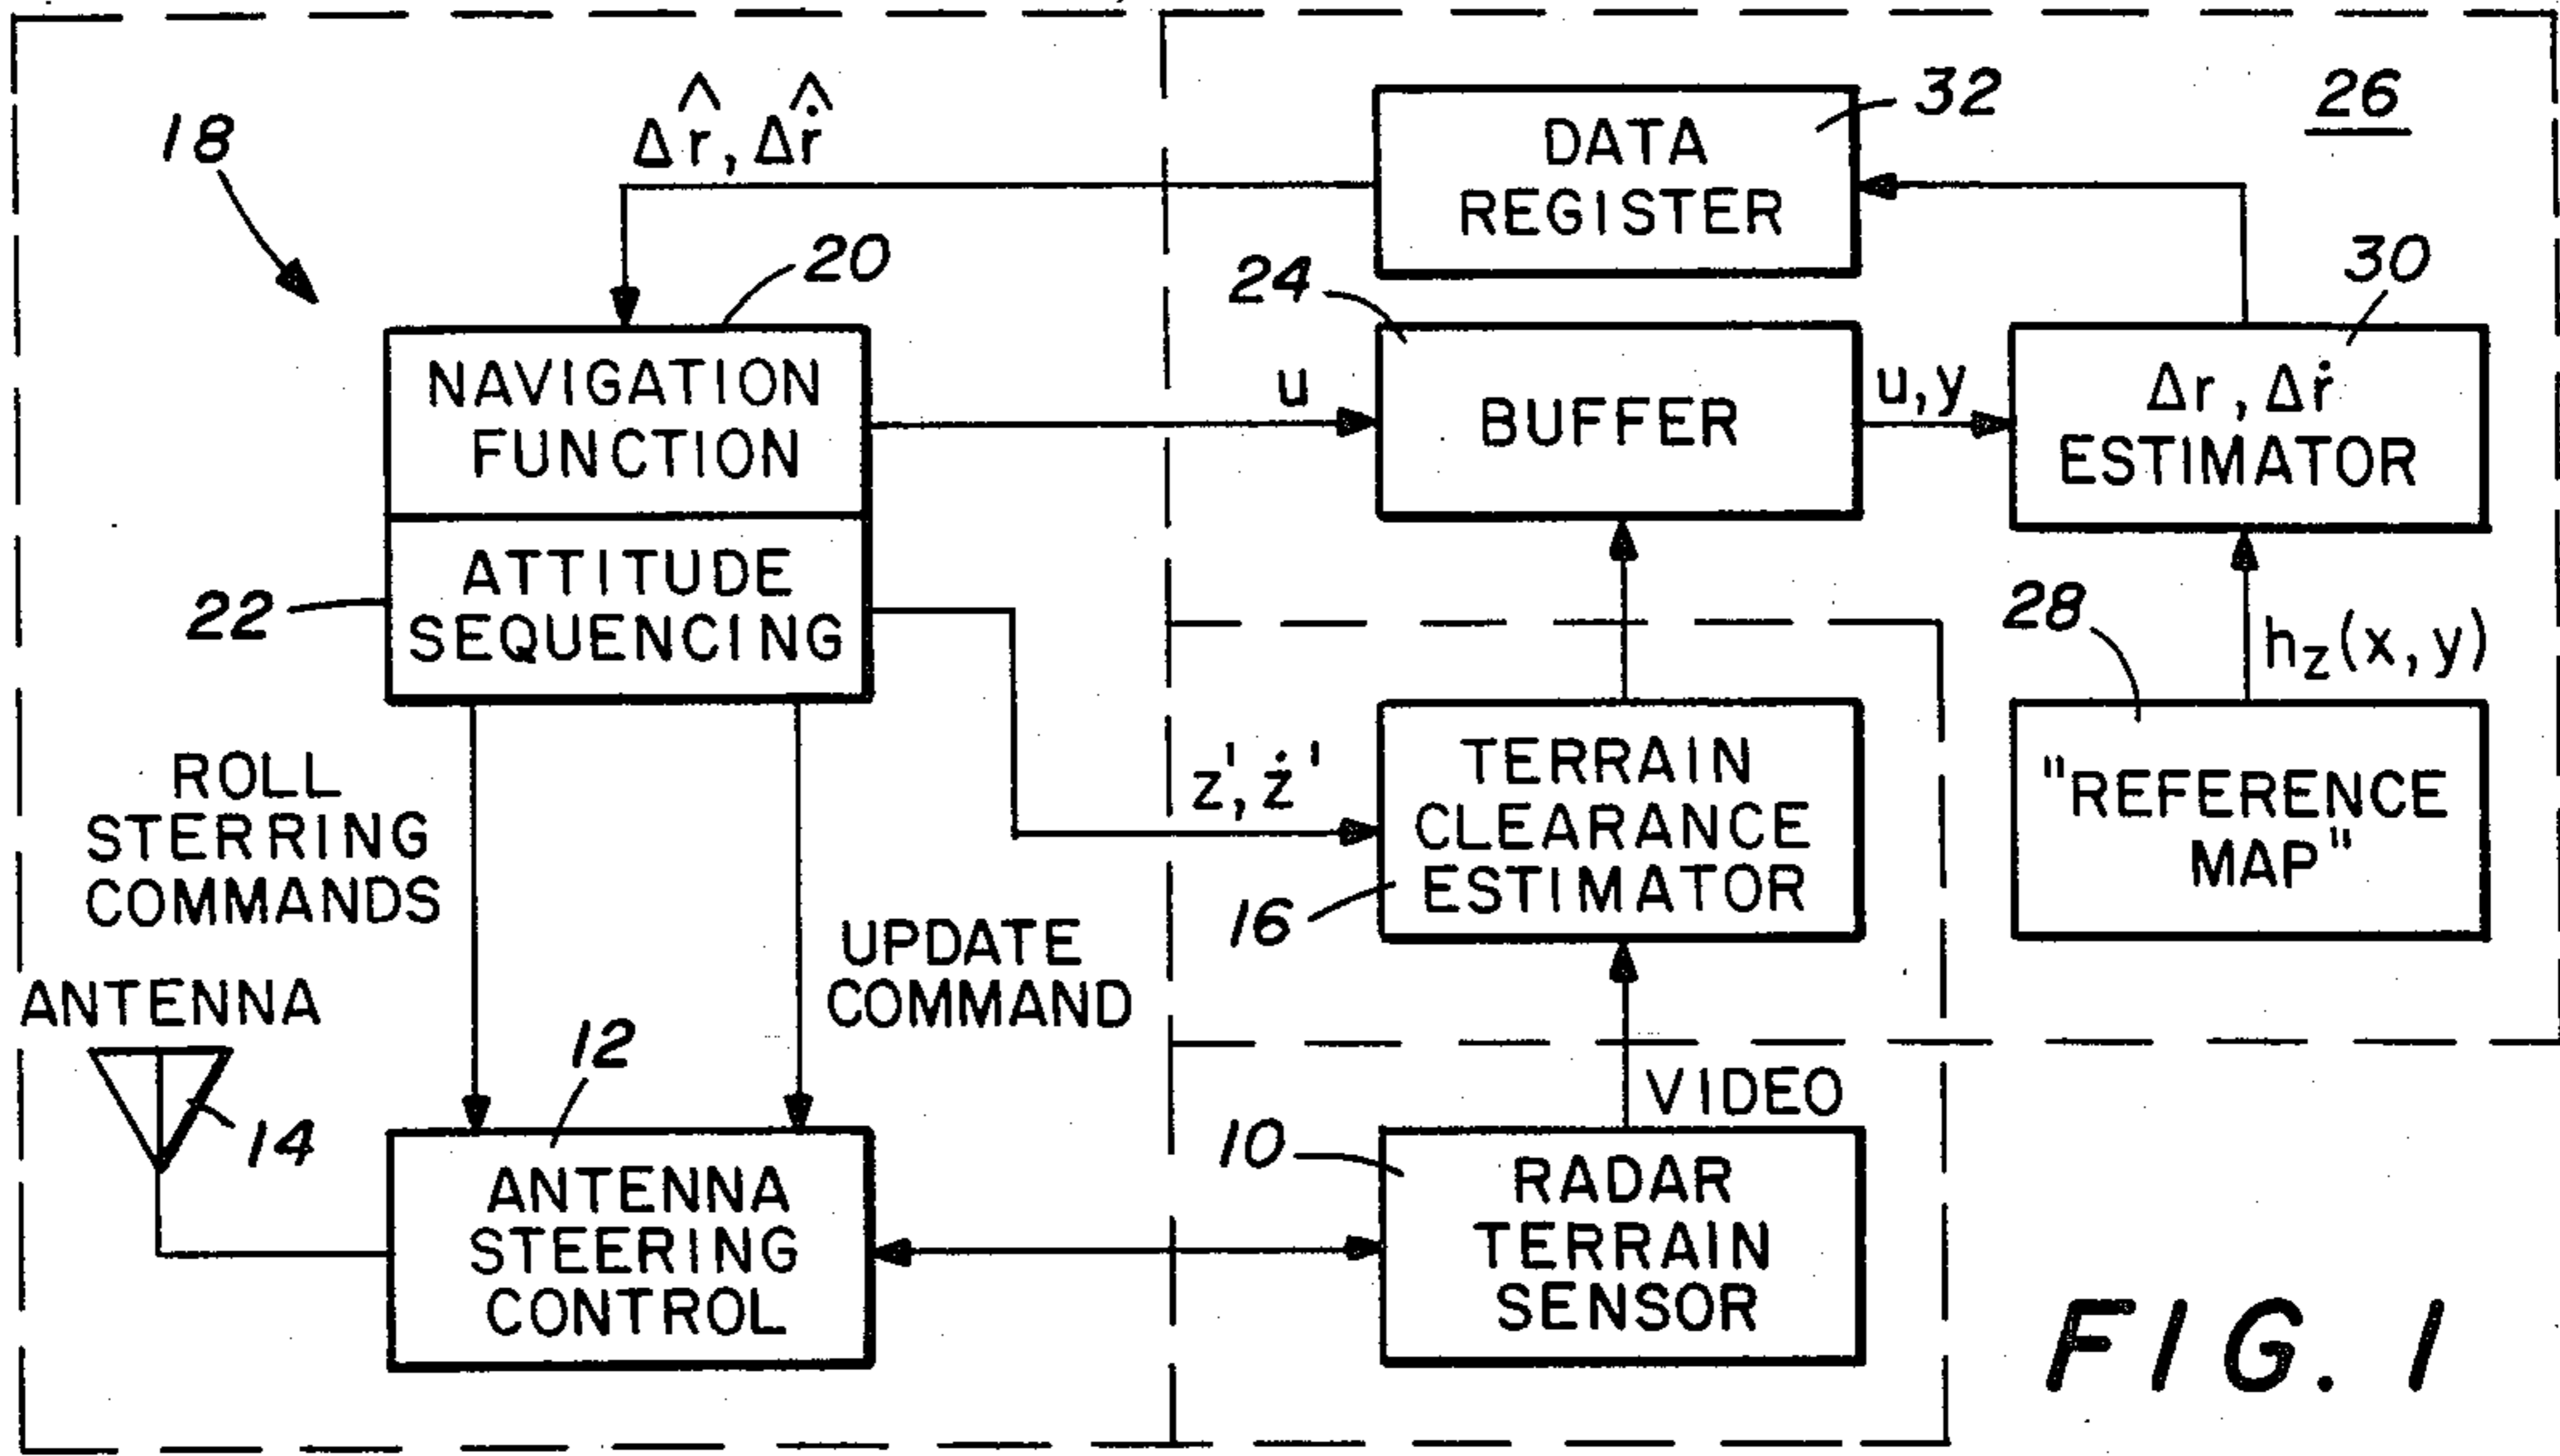 18
Δr̂, Δṙ̂
DATA
REGISTER
32
26
20
NAVIGATION
FUNCTION
u
24
BUFFER
u, y
30
Δr, Δṙ
ESTIMATOR
22
ATTITUDE
SEQUENCING
28
h_z(x, y)
ROLL
STERRING
COMMANDS
z', ż'
TERRAIN
CLEARANCE
ESTIMATOR
16
"REFERENCE
MAP"
UPDATE
COMMAND
ANTENNA
14
12
ANTENNA
STEERING
CONTROL
VIDEO
10
RADAR
TERRAIN
SENSOR
FIG. 1